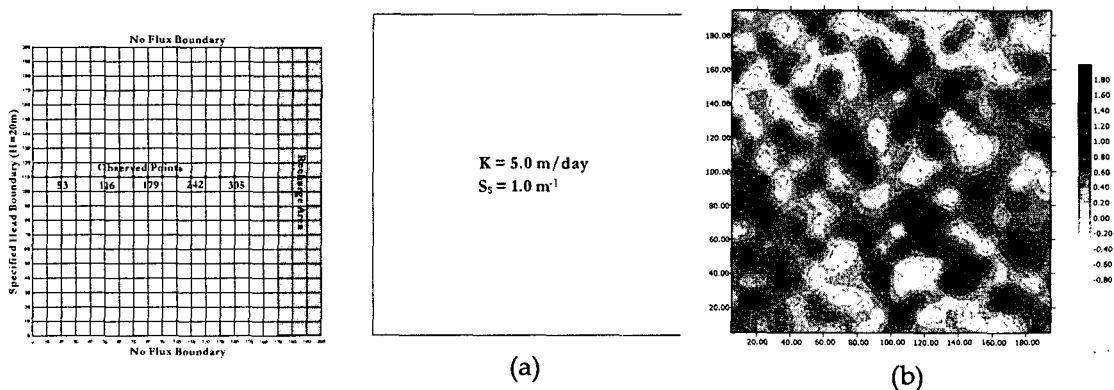 No Flux Boundary
Specified Head Boundary (H=20m)
Observed Points
53 116 179 242 305
Recharge Area
No Flux Boundary
K = 5.0 m/day
S_s = 1.0 m⁻¹
(a)
180.00
160.00
140.00
120.00
100.00
80.00
60.00
40.00
20.00
20.00 40.00 60.00 80.00 100.00 120.00 140.00 160.00 180.00
1.80
1.60
1.40
1.20
1.00
0.80
0.60
0.40
0.20
0.00
-0.20
-0.40
-0.60
-0.80
(b)